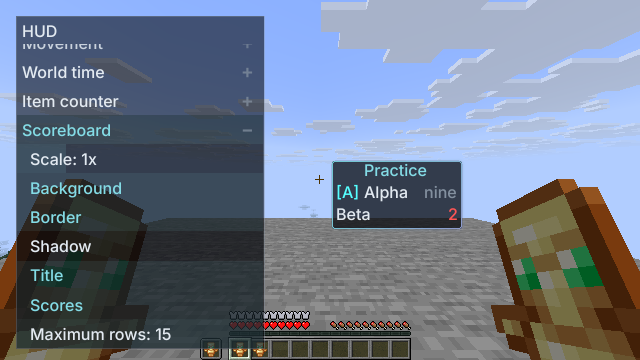 HUD
Movement +
World time +
Item counter +
Scoreboard −
Scale: 1x
Background
Border
Shadow
Title
Scores
Maximum rows: 15
Practice
[A] Alpha nine
Beta 2